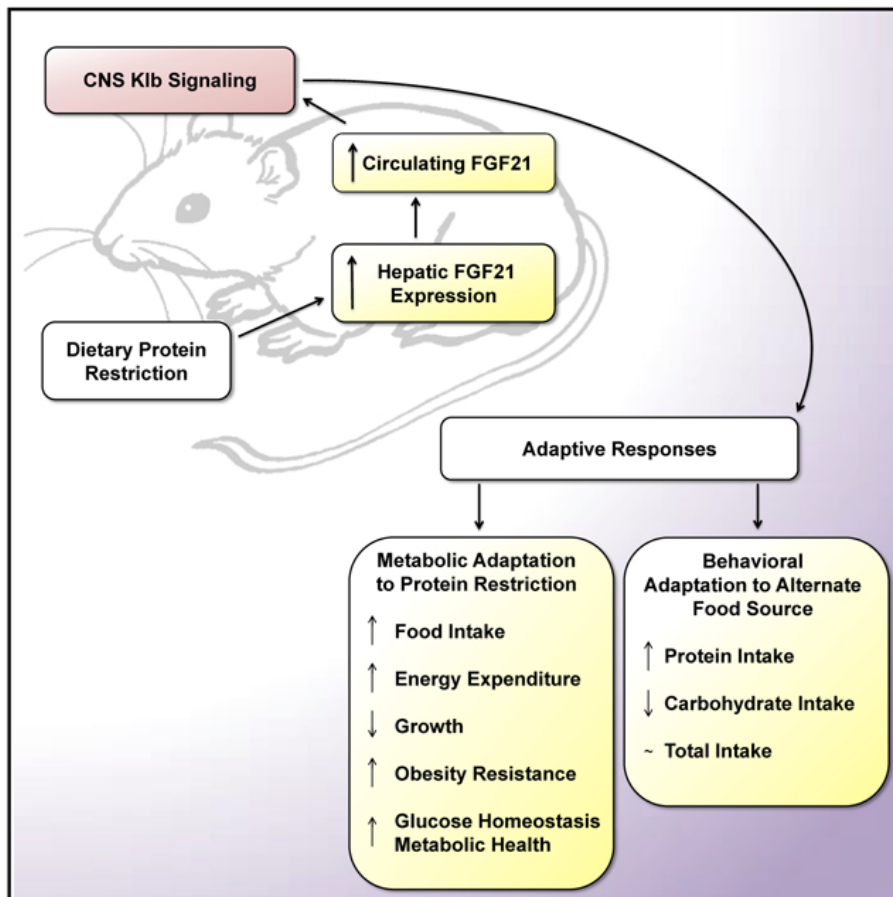 CNS Klb Signaling
↑ Circulating FGF21
↑ Hepatic FGF21
Expression
Dietary Protein
Restriction
Adaptive Responses
Metabolic Adaptation
to Protein Restriction
↑ Food Intake
↑ Energy Expenditure
↓ Growth
↑ Obesity Resistance
↑ Glucose Homeostasis
Metabolic Health
Behavioral
Adaptation to Alternate
Food Source
↑ Protein Intake
↓ Carbohydrate Intake
~ Total Intake